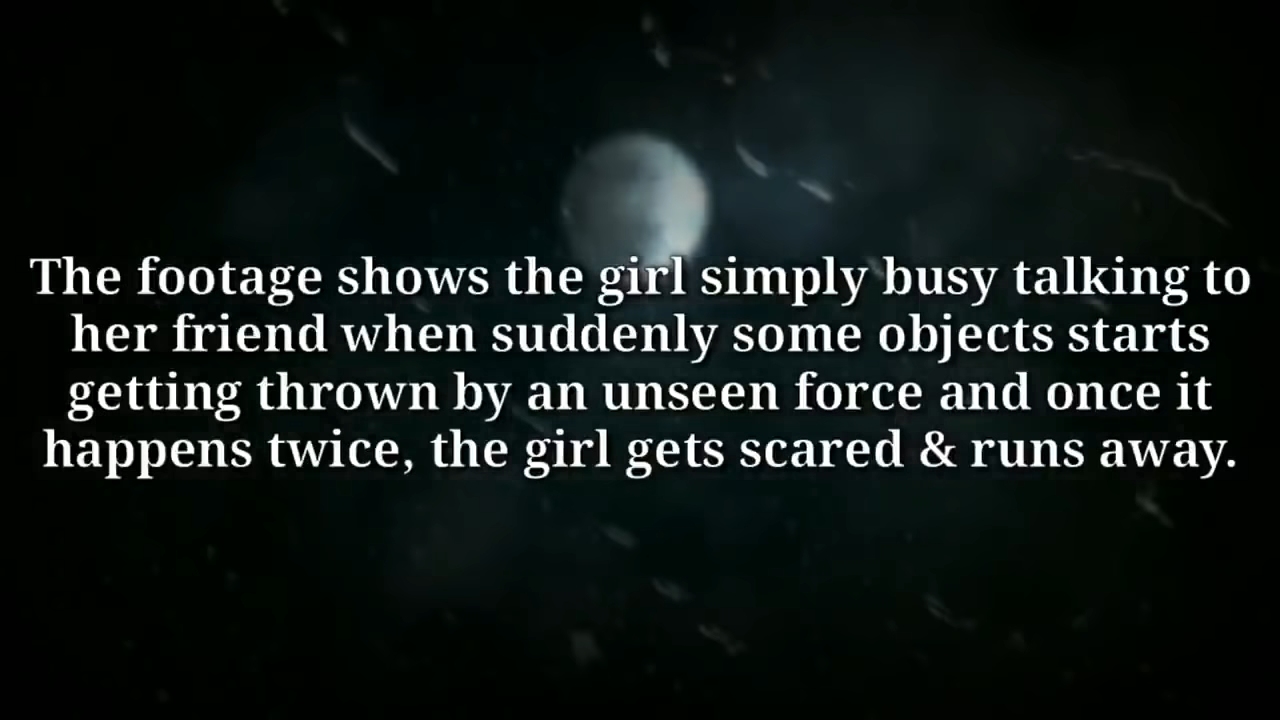 The footage shows the girl simply busy talking to
her friend when suddenly some objects starts
getting thrown by an unseen force and once it
happens twice, the girl gets scared & runs away.